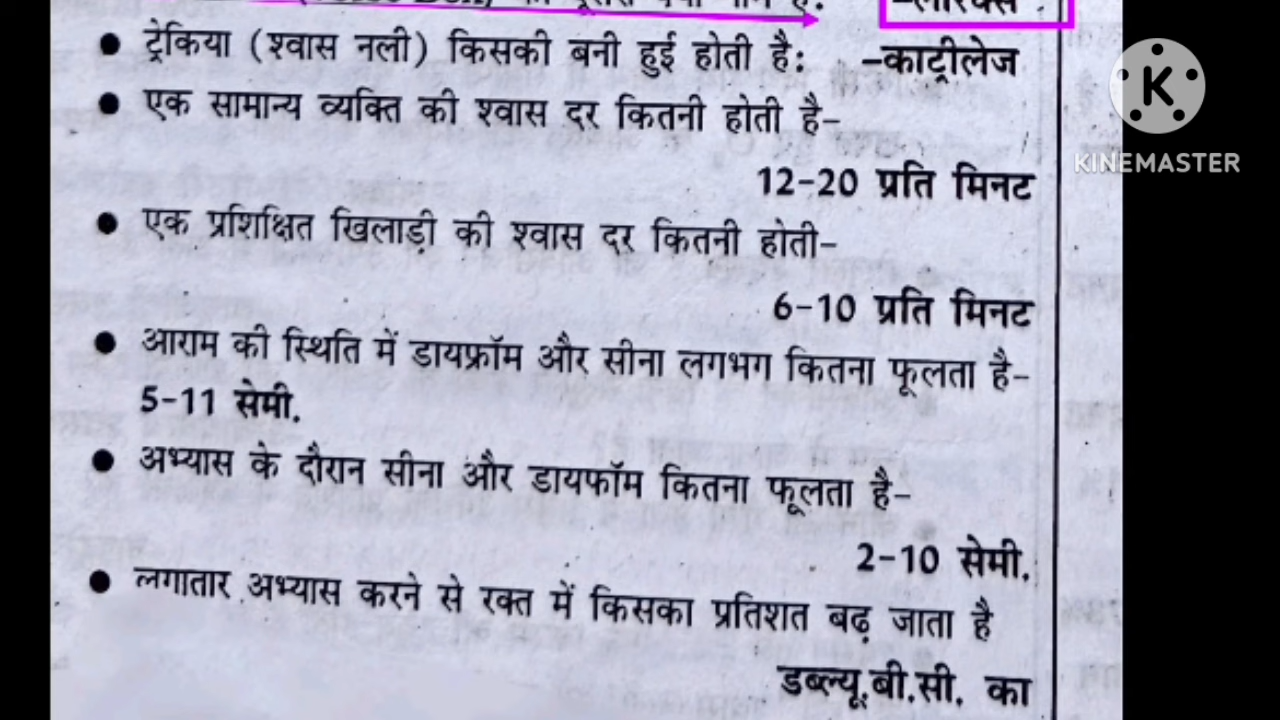 –लैरिंक्स
• ट्रेकिया (श्वास नली) किसकी बनी हुई होती है: –काट्रीलेज
• एक सामान्य व्यक्ति की श्वास दर कितनी होती है–
12–20 प्रति मिनट
• एक प्रशिक्षित खिलाड़ी की श्वास दर कितनी होती–
6–10 प्रति मिनट
• आराम की स्थिति में डायफ्रॉम और सीना लगभग कितना फूलता है–
5–11 सेमी.
• अभ्यास के दौरान सीना और डायफॉम कितना फूलता है–
2–10 सेमी.
• लगातार अभ्यास करने से रक्त में किसका प्रतिशत बढ़ जाता है
डब्ल्यू.बी.सी. का
K
KINEMASTER